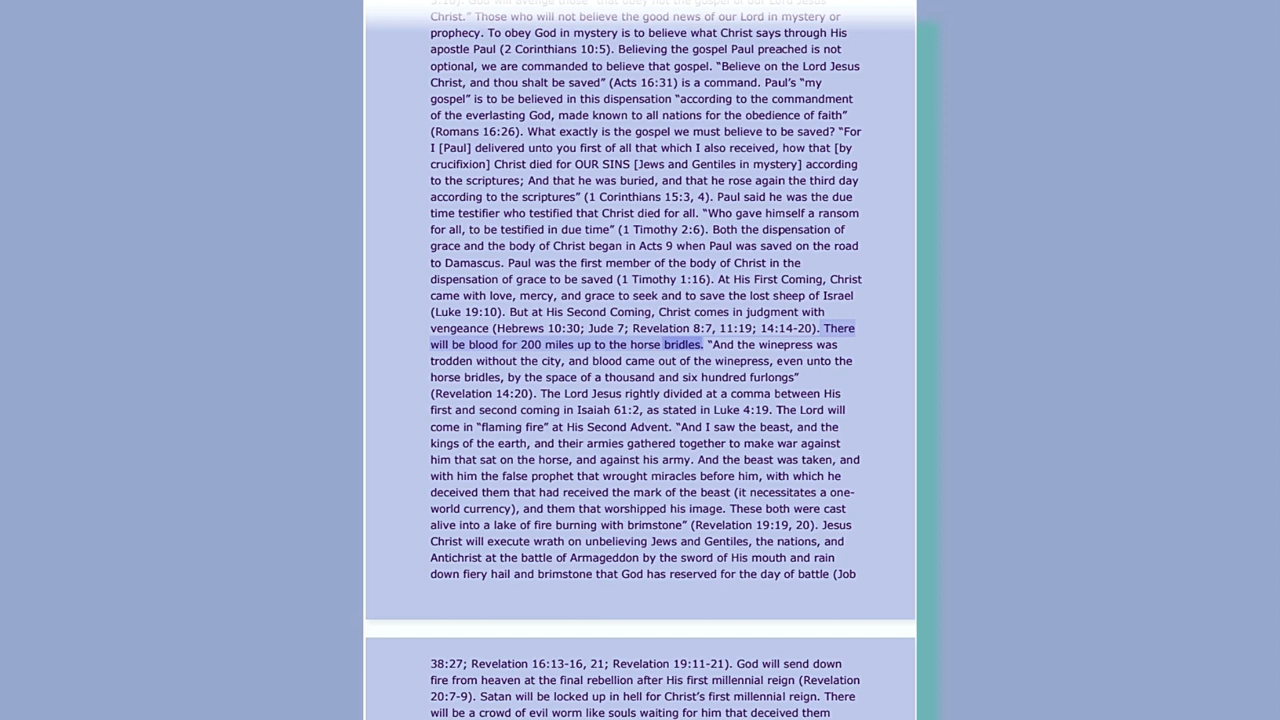 3:10). God will avenge those "that obey not the gospel of our Lord Jesus
Christ." Those who will not believe the good news of our Lord in mystery or
prophecy. To obey God in mystery is to believe what Christ says through His
apostle Paul (2 Corinthians 10:5). Believing the gospel Paul preached is not
optional, we are commanded to believe that gospel. “Believe on the Lord Jesus
Christ, and thou shalt be saved” (Acts 16:31) is a command. Paul’s “my
gospel” is to be believed in this dispensation “according to the commandment
of the everlasting God, made known to all nations for the obedience of faith”
(Romans 16:26). What exactly is the gospel we must believe to be saved? “For
I [Paul] delivered unto you first of all that which I also received, how that [by
crucifixion] Christ died for OUR SINS [Jews and Gentiles in mystery] according
to the scriptures; And that he was buried, and that he rose again the third day
according to the scriptures” (1 Corinthians 15:3, 4). Paul said he was the due
time testifier who testified that Christ died for all. “Who gave himself a ransom
for all, to be testified in due time” (1 Timothy 2:6). Both the dispensation of
grace and the body of Christ began in Acts 9 when Paul was saved on the road
to Damascus. Paul was the first member of the body of Christ in the
dispensation of grace to be saved (1 Timothy 1:16). At His First Coming, Christ
came with love, mercy, and grace to seek and to save the lost sheep of Israel
(Luke 19:10). But at His Second Coming, Christ comes in judgment with
vengeance (Hebrews 10:30; Jude 7; Revelation 8:7, 11:19; 14:14-20). There
will be blood for 200 miles up to the horse bridles. “And the winepress was
trodden without the city, and blood came out of the winepress, even unto the
horse bridles, by the space of a thousand and six hundred furlongs”
(Revelation 14:20). The Lord Jesus rightly divided at a comma between His
first and second coming in Isaiah 61:2, as stated in Luke 4:19. The Lord will
come in “flaming fire” at His Second Advent. “And I saw the beast, and the
kings of the earth, and their armies gathered together to make war against
him that sat on the horse, and against his army. And the beast was taken, and
with him the false prophet that wrought miracles before him, with which he
deceived them that had received the mark of the beast (it necessitates a one-
world currency), and them that worshipped his image. These both were cast
alive into a lake of fire burning with brimstone” (Revelation 19:19, 20). Jesus
Christ will execute wrath on unbelieving Jews and Gentiles, the nations, and
Antichrist at the battle of Armageddon by the sword of His mouth and rain
down fiery hail and brimstone that God has reserved for the day of battle (Job
38:27; Revelation 16:13-16, 21; Revelation 19:11-21). God will send down
fire from heaven at the final rebellion after His first millennial reign (Revelation
20:7-9). Satan will be locked up in hell for Christ’s first millennial reign. There
will be a crowd of evil worm like souls waiting for him that deceived them